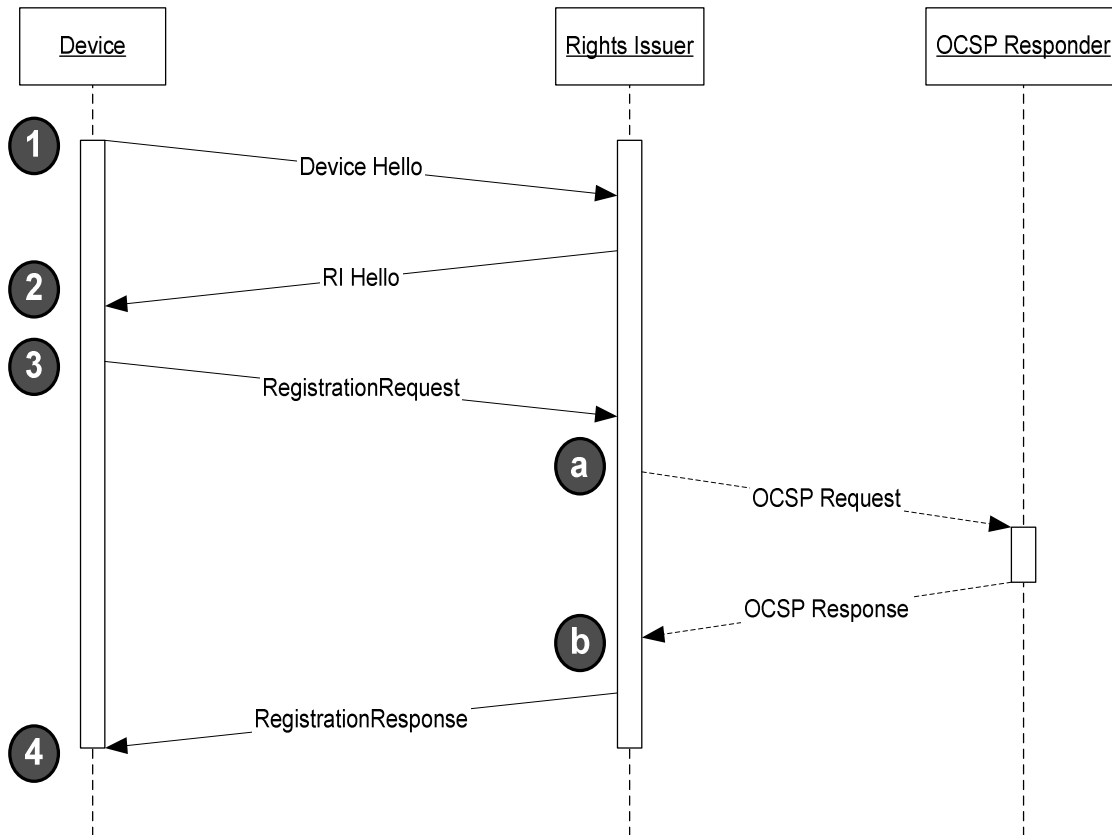 Device
Rights Issuer
OCSP Responder
1
Device Hello
RI Hello
2
3
RegistrationRequest
a
OCSP Request
OCSP Response
b
RegistrationResponse
4